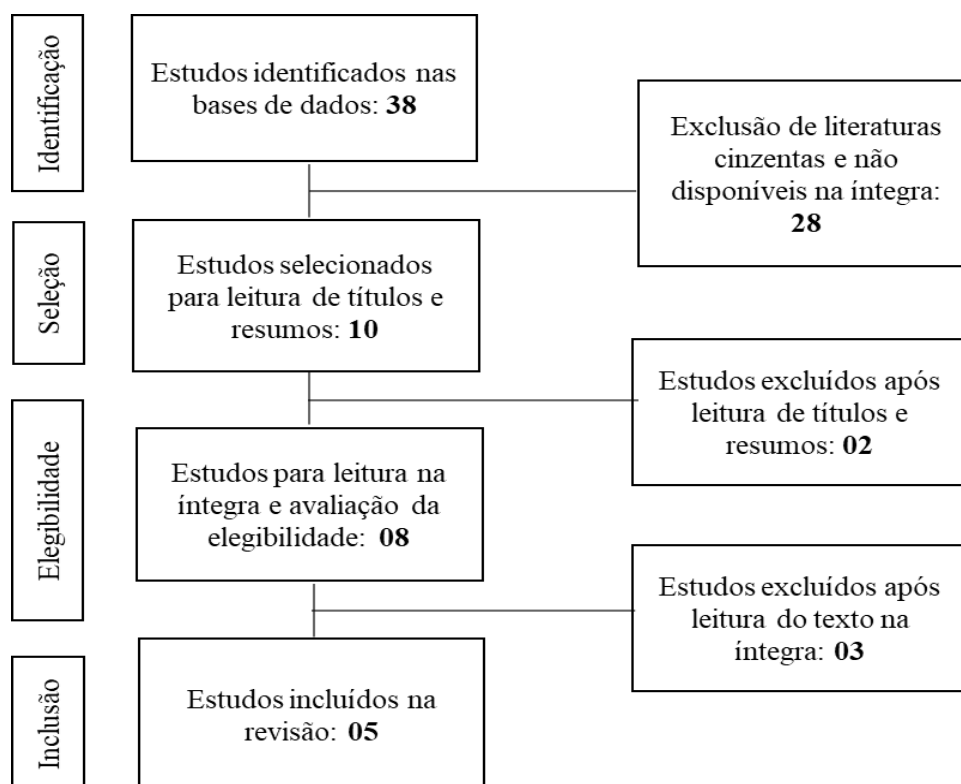 Identificação
Estudos identificados nas
bases de dados: 38
Exclusão de literaturas
cinzentas e não
disponíveis na íntegra:
28
Seleção
Estudos selecionados
para leitura de títulos e
resumos: 10
Estudos excluídos após
leitura de títulos e
resumos: 02
Elegibilidade
Estudos para leitura na
íntegra e avaliação da
elegibilidade: 08
Estudos excluídos após
leitura do texto na
íntegra: 03
Inclusão
Estudos incluídos na
revisão: 05